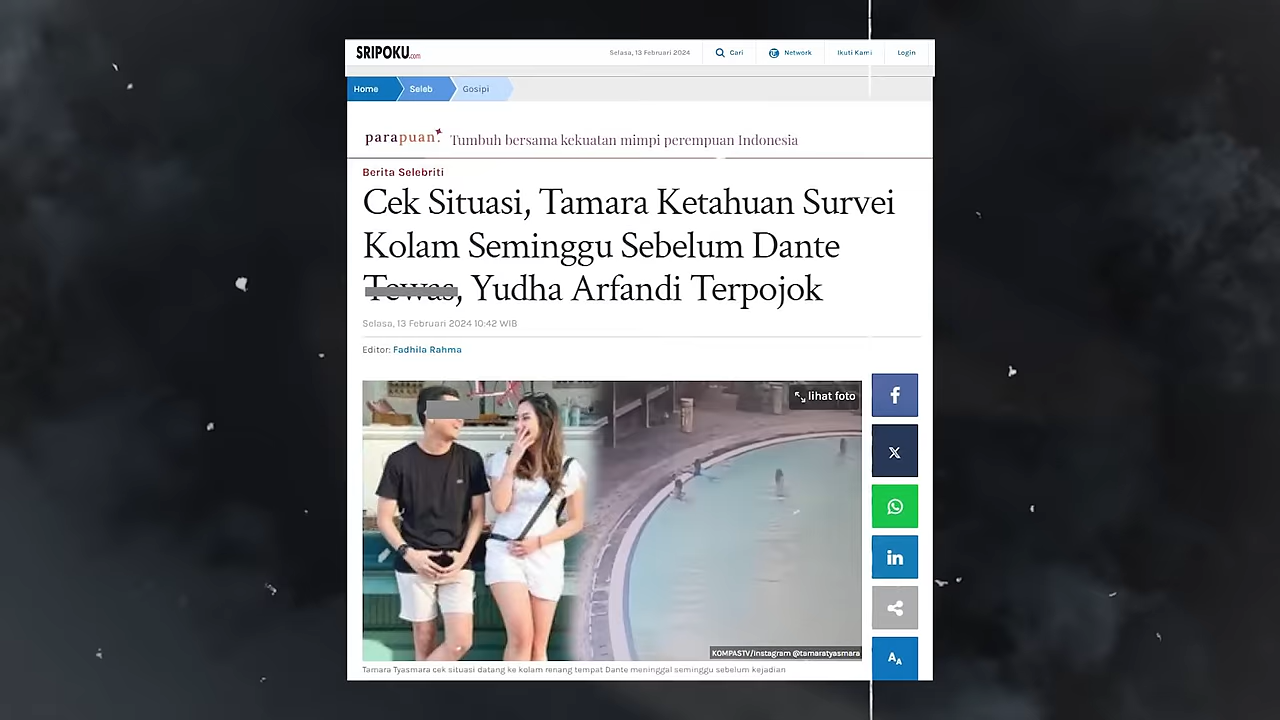 SRIPOKU.com
Selasa, 13 Februari 2024
Cari
Network
Ikuti Kami
Login
Home
Seleb
Gosipi
parapuan.
Tumbuh bersama kekuatan mimpi perempuan Indonesia
Berita Selebriti
Cek Situasi, Tamara Ketahuan Survei
Kolam Seminggu Sebelum Dante
Tewas, Yudha Arfandi Terpojok
Selasa, 13 Februari 2024 10:42 WIB
Editor: Fadhila Rahma
lihat foto
KOMPASTV/Instagram @tamaratyasmara
Tamara Tyasmara cek situasi datang ke kolam renang tempat Dante meninggal seminggu sebelum kejadian
f
X
in
AA